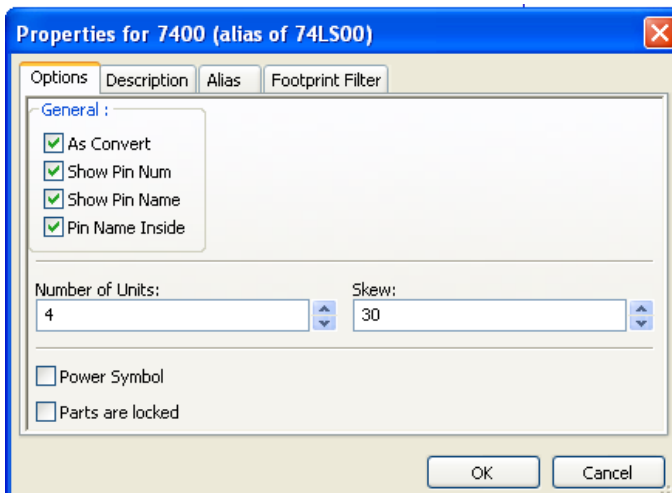 Properties for 7400 (alias of 74LS00)
Options Description Alias Footprint Filter
General :
As Convert
Show Pin Num
Show Pin Name
Pin Name Inside
Number of Units: Skew:
4 30
Power Symbol
Parts are locked
OK Cancel